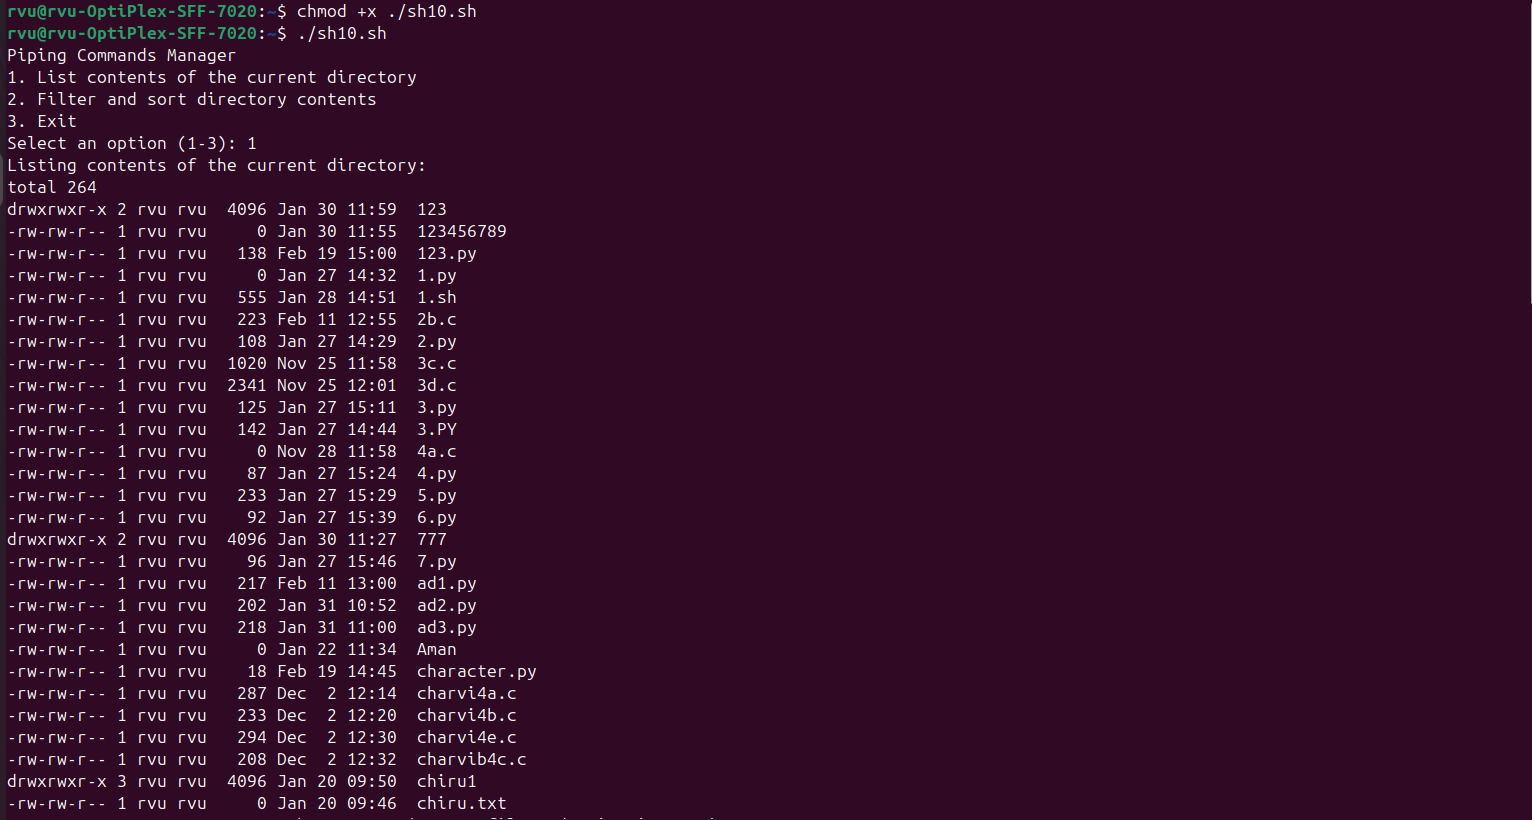 rvu@rvu-OptiPlex-SFF-7020:~$ chmod +x ./sh10.sh
rvu@rvu-OptiPlex-SFF-7020:~$ ./sh10.sh
Piping Commands Manager
1. List contents of the current directory
2. Filter and sort directory contents
3. Exit
Select an option (1-3): 1
Listing contents of the current directory:
total 264
drwxrwxr-x 2 rvu rvu  4096 Jan 30 11:59  123
-rw-rw-r-- 1 rvu rvu     0 Jan 30 11:55  123456789
-rw-rw-r-- 1 rvu rvu   138 Feb 19 15:00  123.py
-rw-rw-r-- 1 rvu rvu     0 Jan 27 14:32  1.py
-rw-rw-r-- 1 rvu rvu   555 Jan 28 14:51  1.sh
-rw-rw-r-- 1 rvu rvu   223 Feb 11 12:55  2b.c
-rw-rw-r-- 1 rvu rvu   108 Jan 27 14:29  2.py
-rw-rw-r-- 1 rvu rvu  1020 Nov 25 11:58  3c.c
-rw-rw-r-- 1 rvu rvu  2341 Nov 25 12:01  3d.c
-rw-rw-r-- 1 rvu rvu   125 Jan 27 15:11  3.py
-rw-rw-r-- 1 rvu rvu   142 Jan 27 14:44  3.PY
-rw-rw-r-- 1 rvu rvu     0 Nov 28 11:58  4a.c
-rw-rw-r-- 1 rvu rvu    87 Jan 27 15:24  4.py
-rw-rw-r-- 1 rvu rvu   233 Jan 27 15:29  5.py
-rw-rw-r-- 1 rvu rvu    92 Jan 27 15:39  6.py
drwxrwxr-x 2 rvu rvu  4096 Jan 30 11:27  777
-rw-rw-r-- 1 rvu rvu    96 Jan 27 15:46  7.py
-rw-rw-r-- 1 rvu rvu   217 Feb 11 13:00  ad1.py
-rw-rw-r-- 1 rvu rvu   202 Jan 31 10:52  ad2.py
-rw-rw-r-- 1 rvu rvu   218 Jan 31 11:00  ad3.py
-rw-rw-r-- 1 rvu rvu     0 Jan 22 11:34  Aman
-rw-rw-r-- 1 rvu rvu    18 Feb 19 14:45  character.py
-rw-rw-r-- 1 rvu rvu   287 Dec  2 12:14  charvi4a.c
-rw-rw-r-- 1 rvu rvu   233 Dec  2 12:20  charvi4b.c
-rw-rw-r-- 1 rvu rvu   294 Dec  2 12:30  charvi4e.c
-rw-rw-r-- 1 rvu rvu   208 Dec  2 12:32  charvib4c.c
drwxrwxr-x 3 rvu rvu  4096 Jan 20 09:50  chiru1
-rw-rw-r-- 1 rvu rvu     0 Jan 20 09:46  chiru.txt